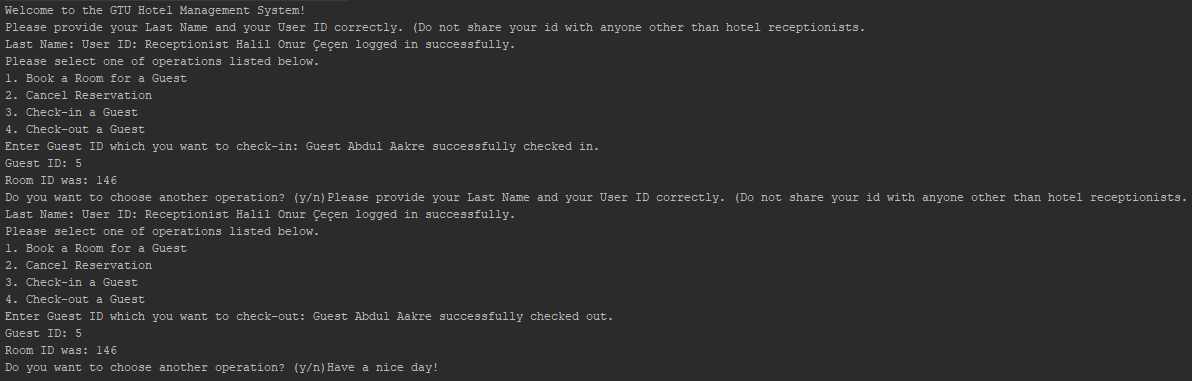 Welcome to the GTU Hotel Management System!
Please provide your Last Name and your User ID correctly. (Do not share your id with anyone other than hotel receptionists.
Last Name: User ID: Receptionist Halil Onur Çeçen logged in successfully.
Please select one of operations listed below.
1. Book a Room for a Guest
2. Cancel Reservation
3. Check-in a Guest
4. Check-out a Guest
Enter Guest ID which you want to check-in: Guest Abdul Aakre successfully checked in.
Guest ID: 5
Room ID was: 146
Do you want to choose another operation? (y/n)Please provide your Last Name and your User ID correctly. (Do not share your id with anyone other than hotel receptionists.
Last Name: User ID: Receptionist Halil Onur Çeçen logged in successfully.
Please select one of operations listed below.
1. Book a Room for a Guest
2. Cancel Reservation
3. Check-in a Guest
4. Check-out a Guest
Enter Guest ID which you want to check-out: Guest Abdul Aakre successfully checked out.
Guest ID: 5
Room ID was: 146
Do you want to choose another operation? (y/n)Have a nice day!